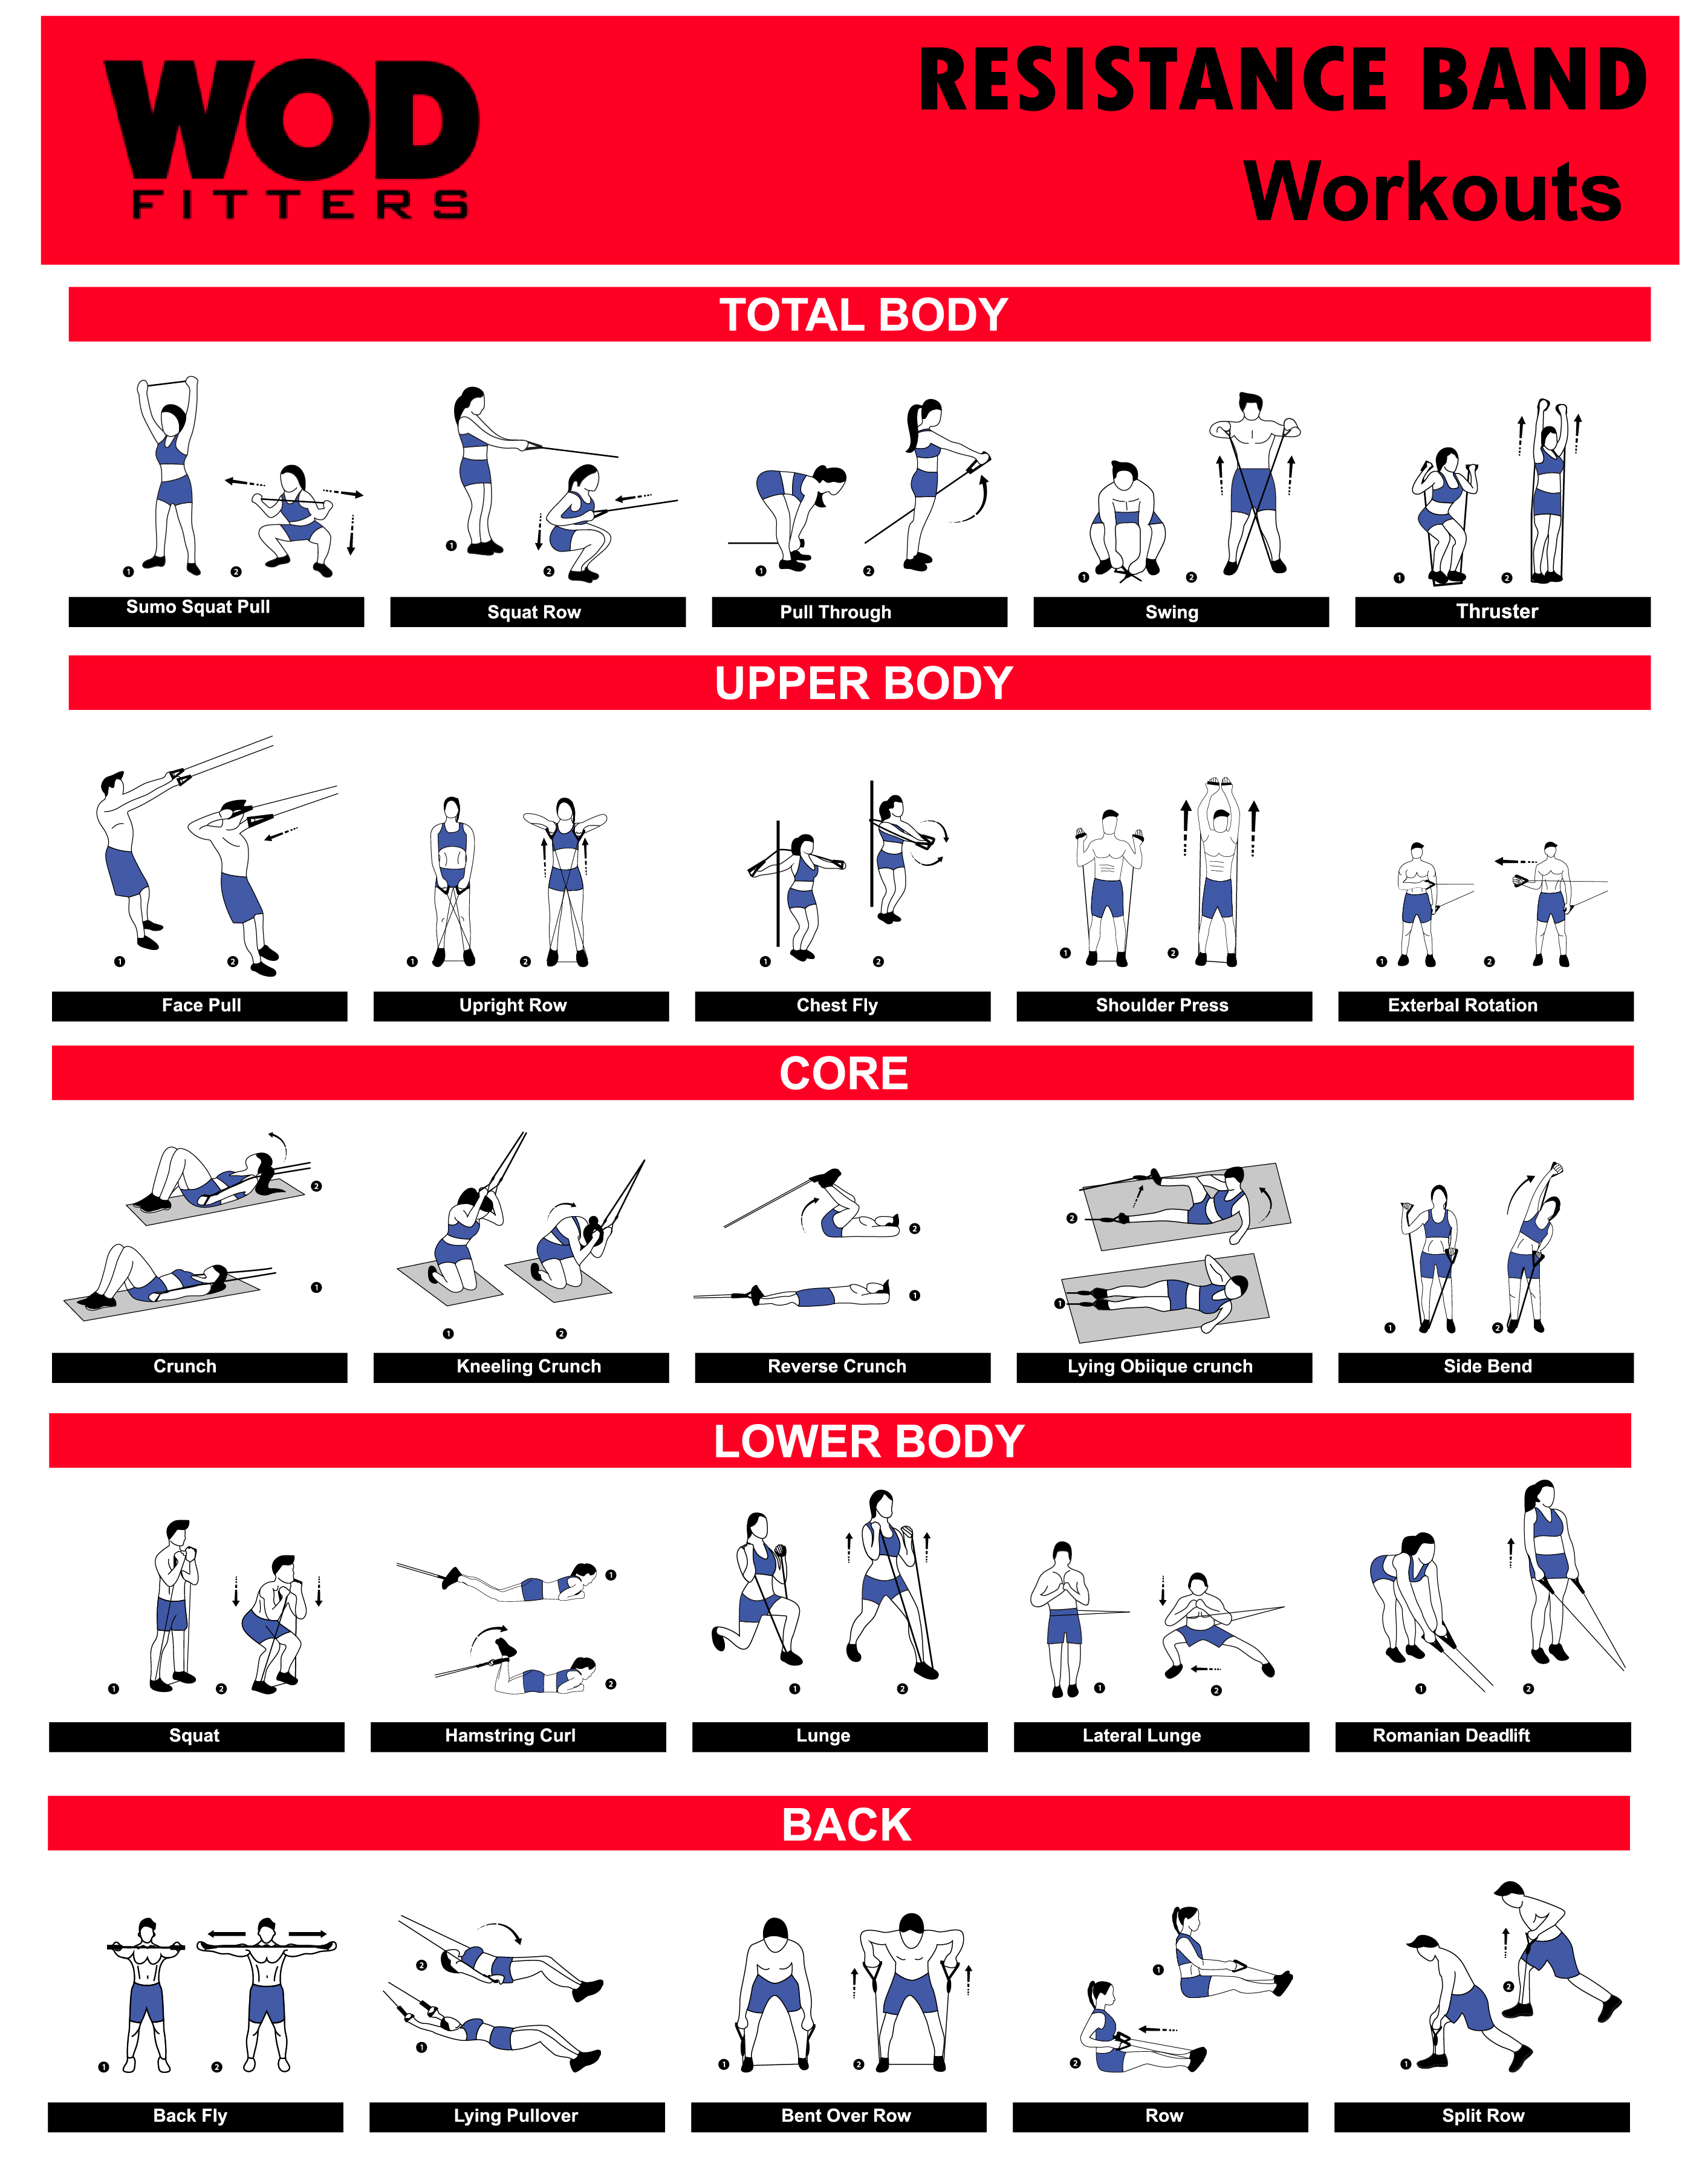 WOD
FITTERS
RESISTANCE BAND
Workouts
TOTAL BODY
1
2
1
2
1
2
1
2
1
2
Sumo Squat Pull
Squat Row
Pull Through
Swing
Thruster
UPPER BODY
1
2
1
2
1
2
1
2
1
2
Face Pull
Upright Row
Chest Fly
Shoulder Press
Exterbal Rotation
CORE
2
1
1
2
2
1
2
1
1
2
Crunch
Kneeling Crunch
Reverse Crunch
Lying Obiique crunch
Side Bend
LOWER BODY
1
2
1
2
1
2
1
2
1
2
Squat
Hamstring Curl
Lunge
Lateral Lunge
Romanian Deadlift
BACK
1
2
2
1
1
2
1
2
2
1
Back Fly
Lying Pullover
Bent Over Row
Row
Split Row